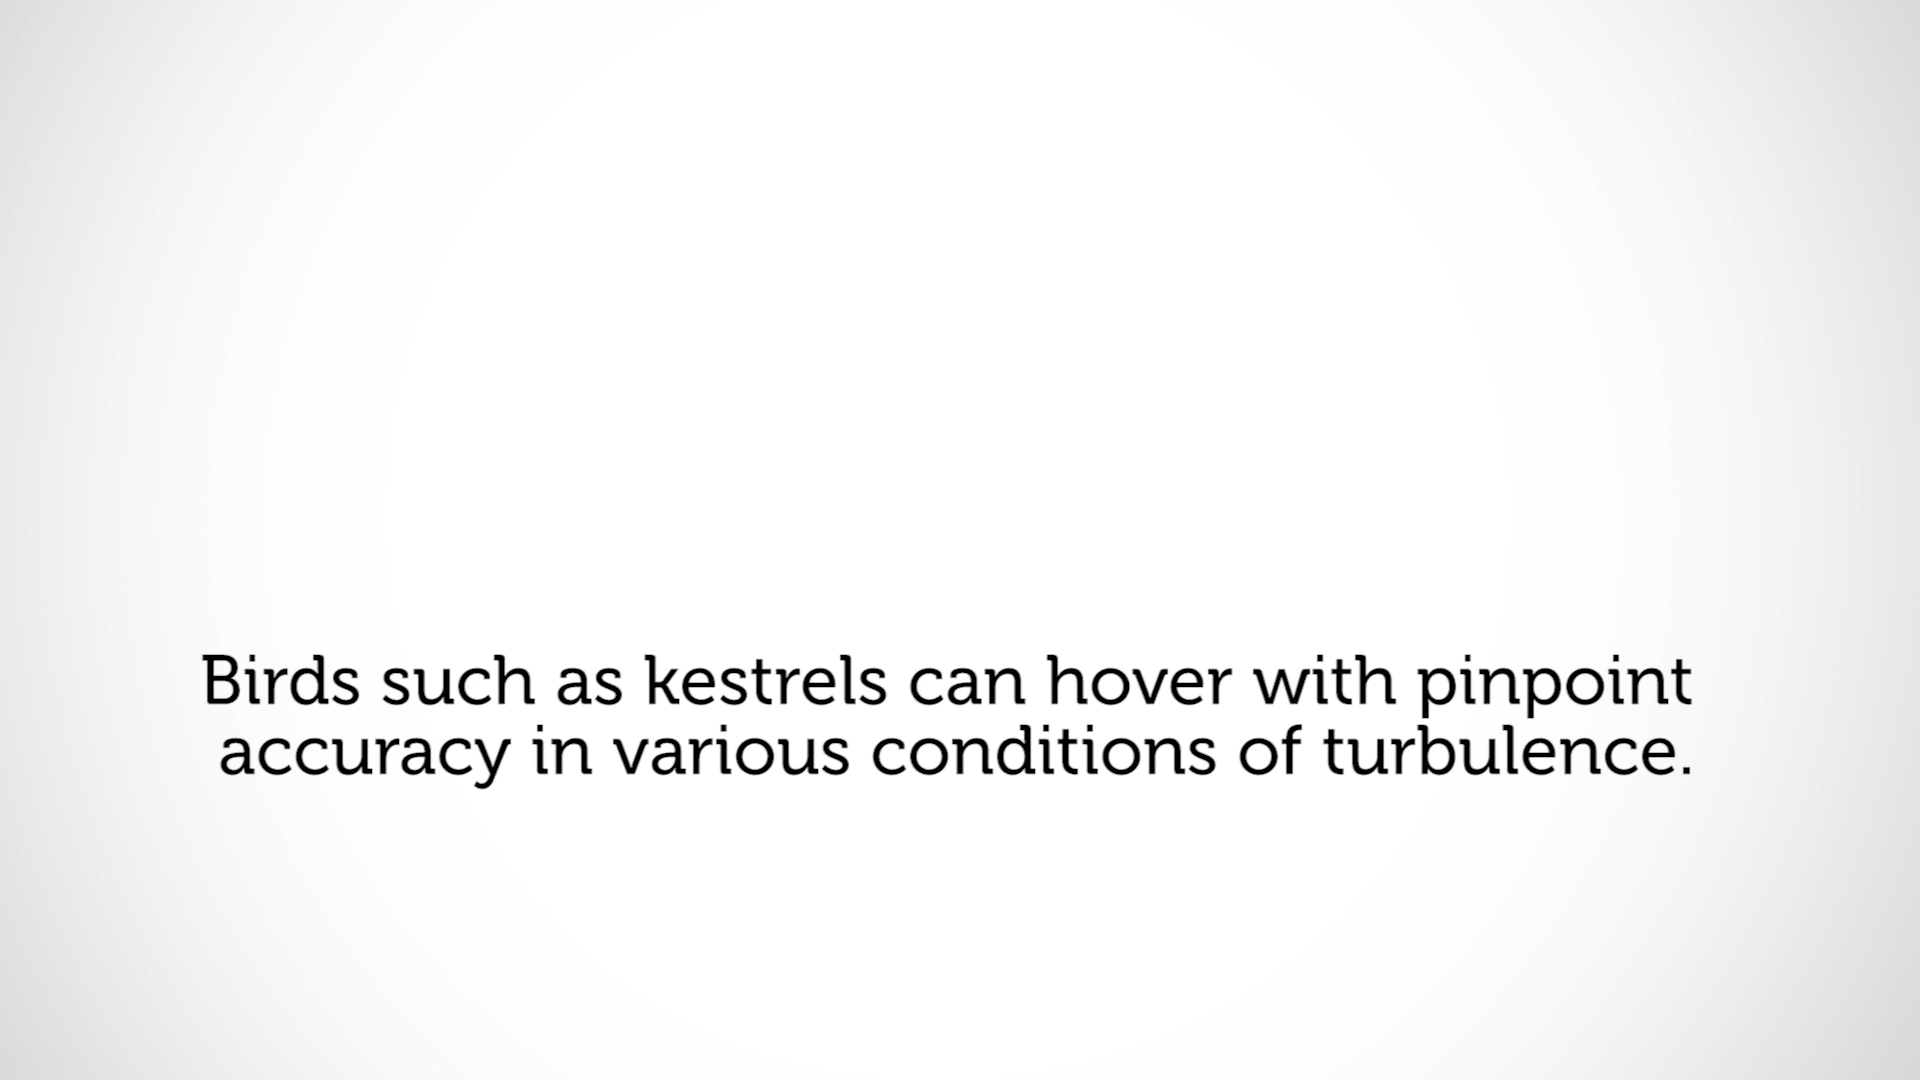 Birds such as kestrels can hover with pinpoint
accuracy in various conditions of turbulence.